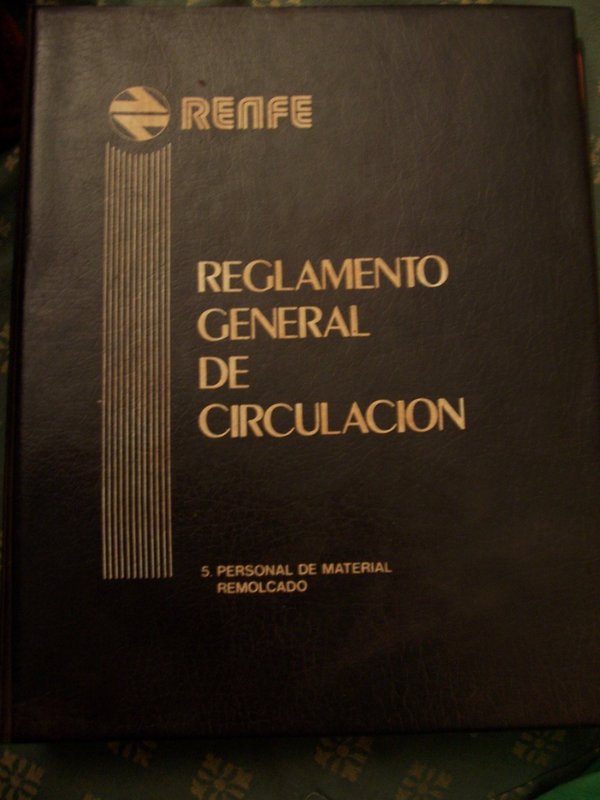 RENFE
REGLAMENTO
GENERAL
DE
CIRCULACION
5. PERSONAL DE MATERIAL
REMOLCADO